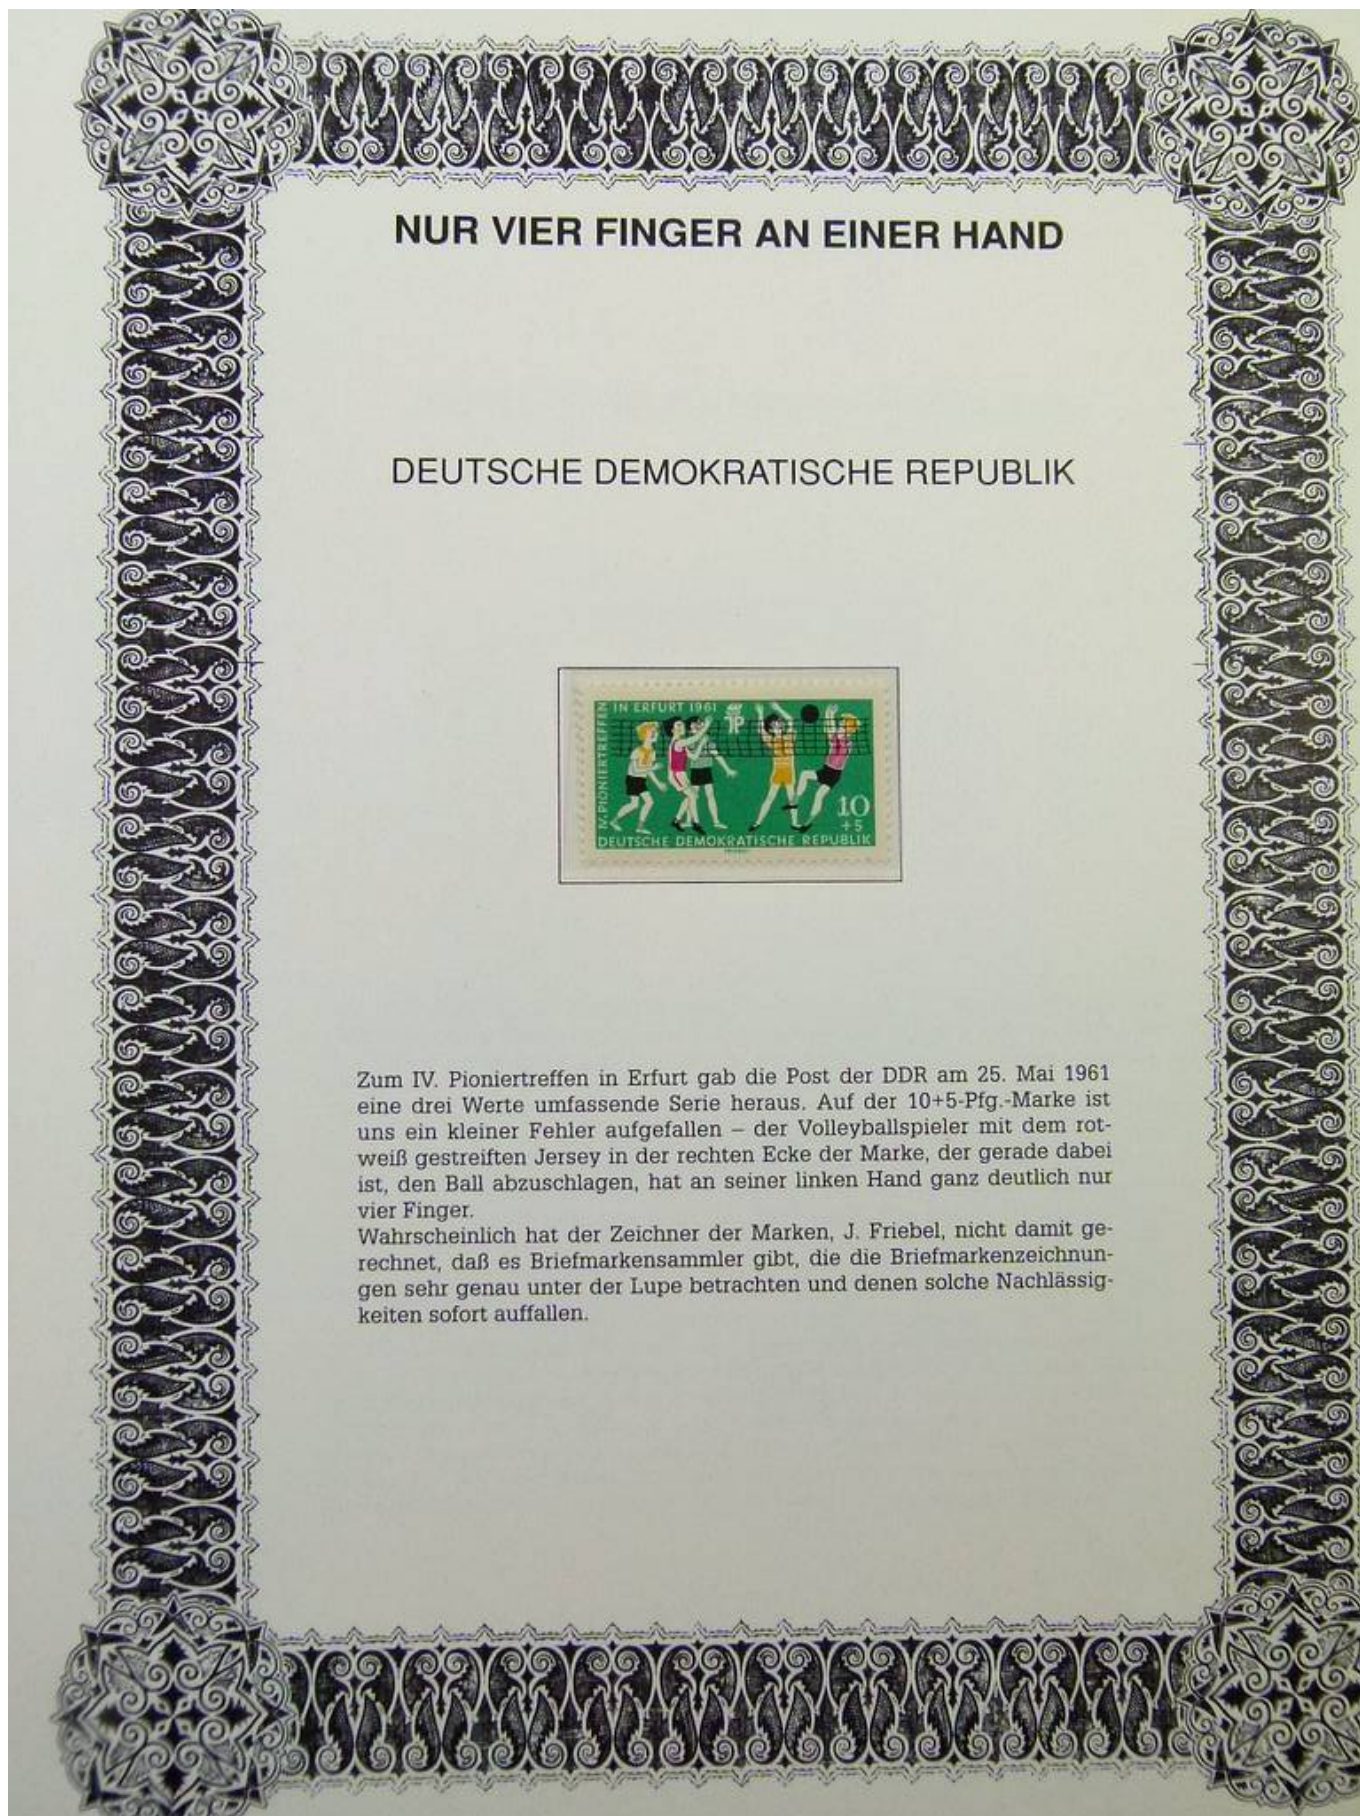 NUR VIER FINGER AN EINER HAND
DEUTSCHE DEMOKRATISCHE REPUBLIK
IV. PIONIERTREFFEN
IN ERFURT 1961
10
+5
DEUTSCHE DEMOKRATISCHE REPUBLIK
Zum IV. Pioniertreffen in Erfurt gab die Post der DDR am 25. Mai 1961
eine drei Werte umfassende Serie heraus. Auf der 10+5-Pfg.-Marke ist
uns ein kleiner Fehler aufgefallen – der Volleyballspieler mit dem rot-
weiß gestreiften Jersey in der rechten Ecke der Marke, der gerade dabei
ist, den Ball abzuschlagen, hat an seiner linken Hand ganz deutlich nur
vier Finger.
Wahrscheinlich hat der Zeichner der Marken, J. Friebel, nicht damit ge-
rechnet, daß es Briefmarkensammler gibt, die die Briefmarkenzeichnun-
gen sehr genau unter der Lupe betrachten und denen solche Nachlässig-
keiten sofort auffallen.